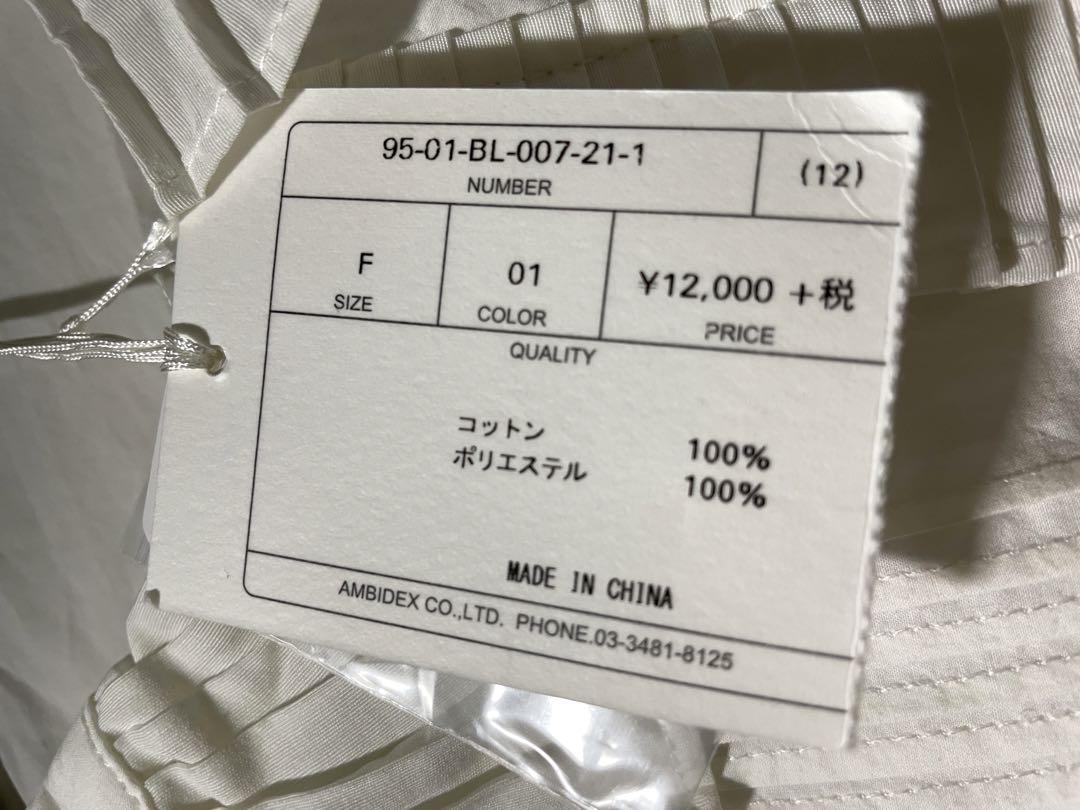 95-01-BL-007-21-1
NUMBER
(12)
F
SIZE
01
COLOR
¥12,000 +税
PRICE
QUALITY
コットン 100%
ポリエステル 100%
MADE IN CHINA
AMBIDEX CO.,LTD. PHONE.03-3481-8125